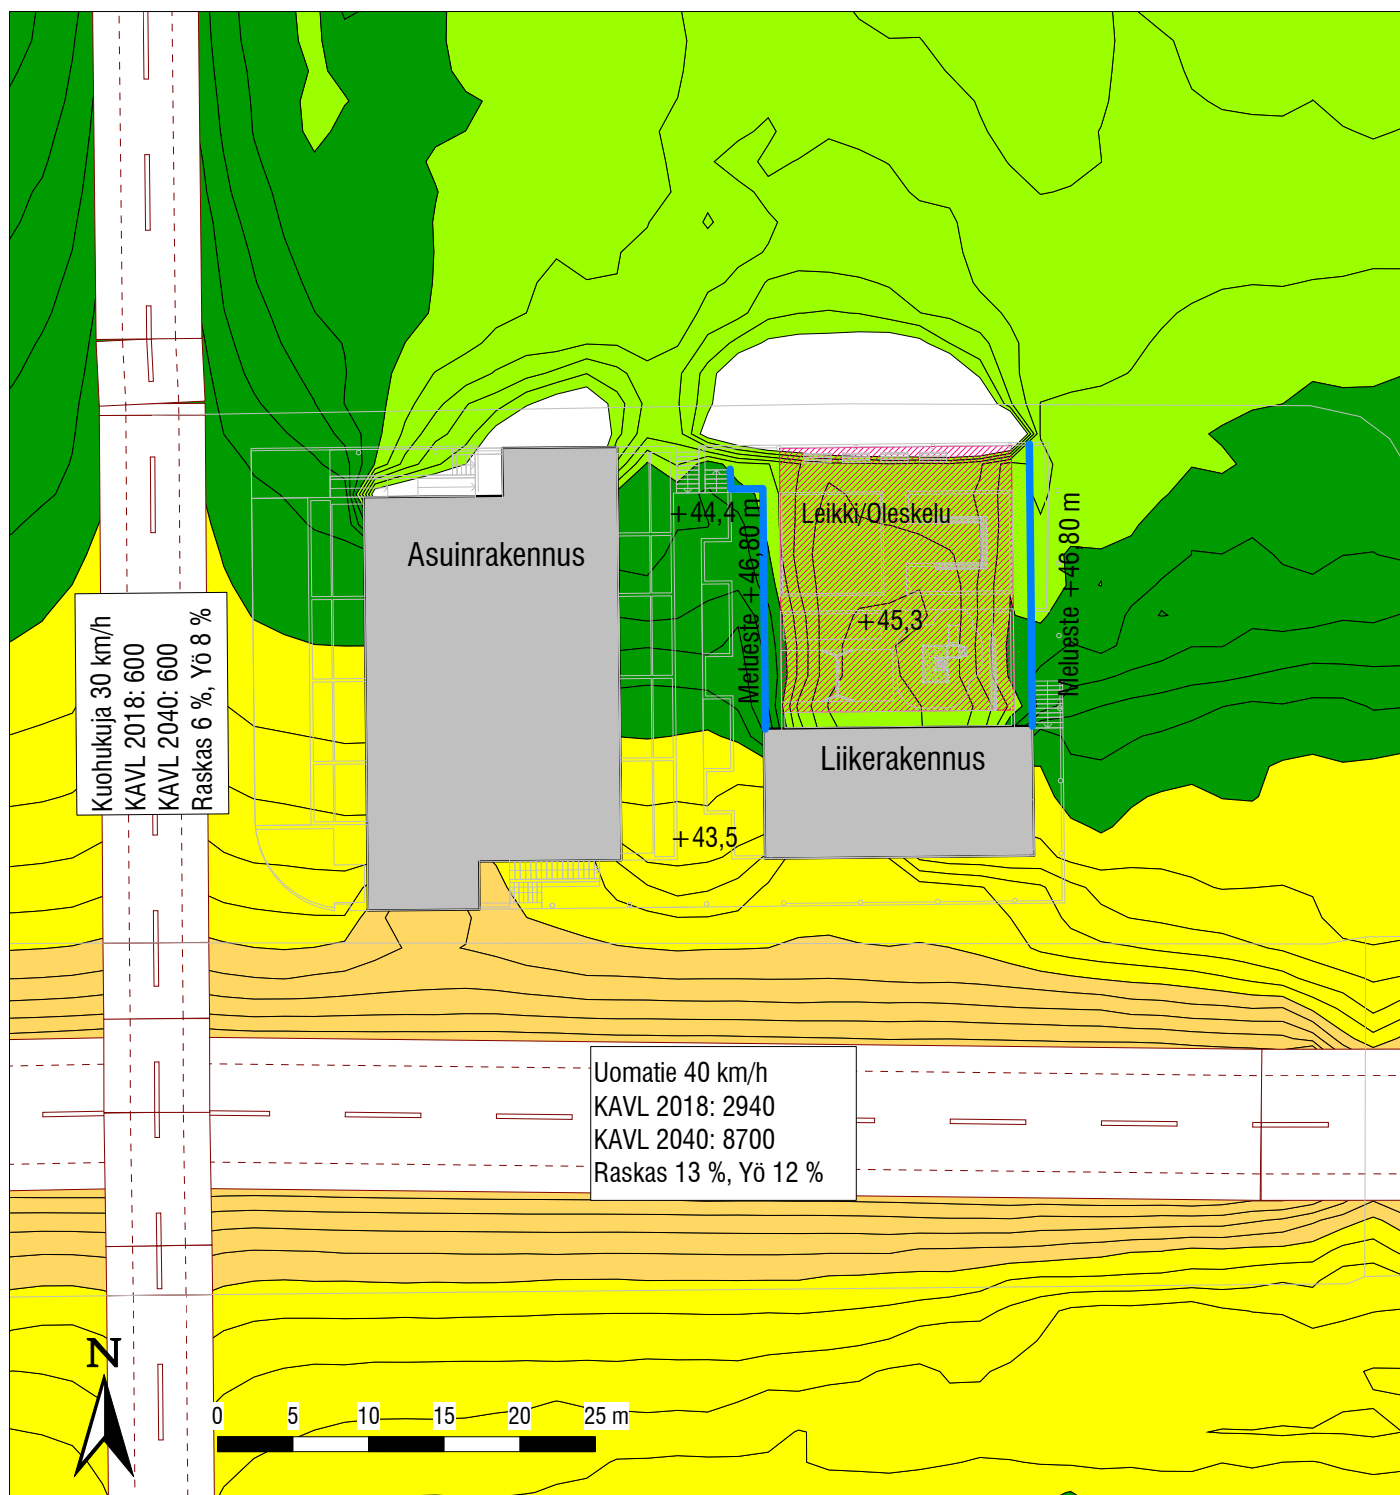 +44,4
Leikki/Oleskelu
Asuinrakennus
Melueste +46,80 m
Melueste +46,80 m
+45,3
Kuohukuja 30 km/h
KAVL 2018: 600
KAVL 2040: 600
Raskas 6 %, Yö 8 %
Liikerakennus
+43,5
Uomatie 40 km/h
KAVL 2018: 2940
KAVL 2040: 8700
Raskas 13 %, Yö 12 %
N
0 5 10 15 20 25 m